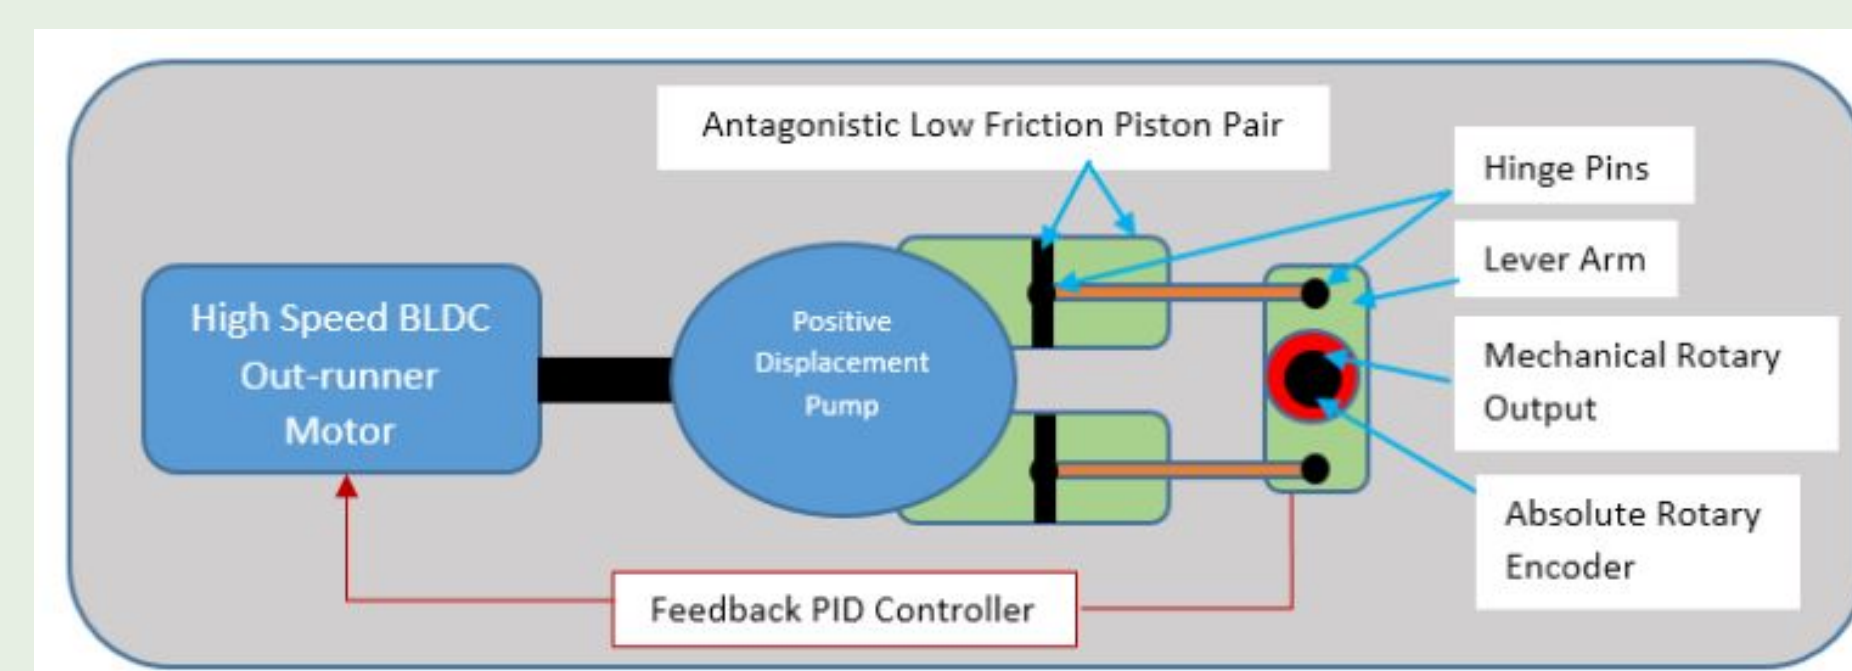 Antagonistic Low Friction Piston Pair
Hinge Pins
Lever Arm
High Speed BLDC
Out-runner
Motor
Positive
Displacement
Pump
Mechanical Rotary
Output
Absolute Rotary
Encoder
Feedback PID Controller